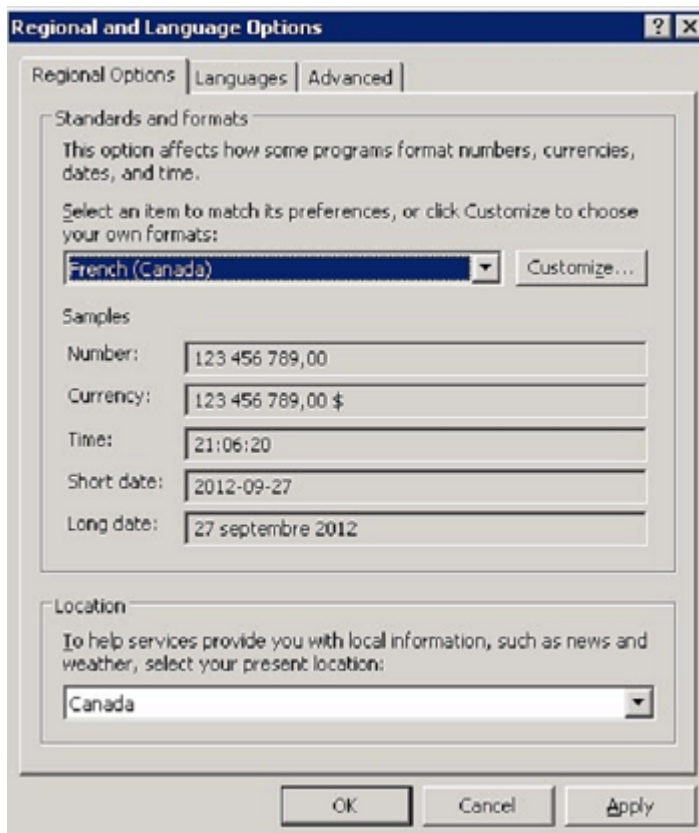 Regional and Language Options
Regional Options Languages Advanced
Standards and formats
This option affects how some programs format numbers, currencies,
dates, and time.
Select an item to match its preferences, or click Customize to choose
your own formats:
French (Canada) Customize...
Samples
Number: 123 456 789,00
Currency: 123 456 789,00 $
Time: 21:06:20
Short date: 2012-09-27
Long date: 27 septembre 2012
Location
To help services provide you with local information, such as news and
weather, select your present location:
Canada
OK Cancel Apply